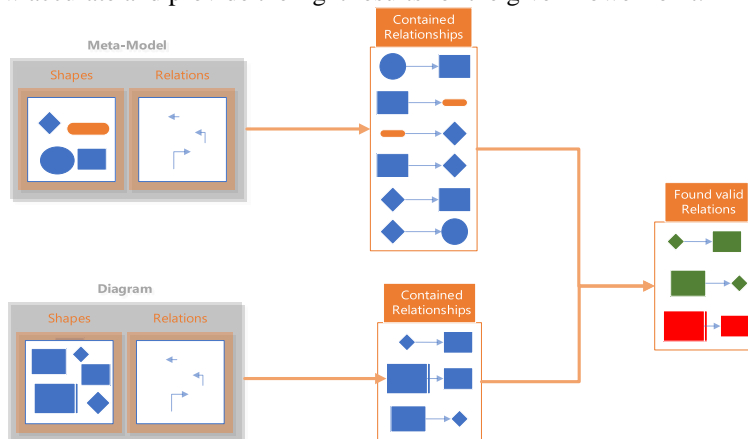 Contained
Relationships
Meta-Model
Shapes
Relations
Found valid
Relations
Diagram
Contained
Relationships
Shapes
Relations